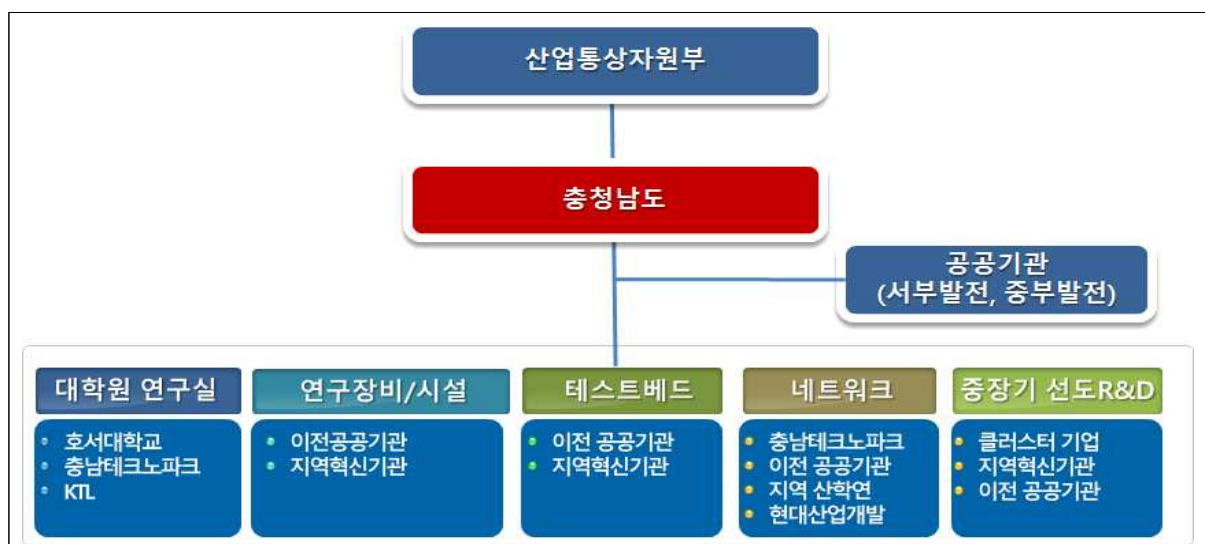 산업통상자원부
충청남도
공공기관
(서부발전, 중부발전)
대학원 연구실
호서대학교
충남테크노파크
KTL
연구장비/시설
이전공공기관
지역혁신기관
테스트베드
이전 공공기관
지역혁신기관
네트워크
충남테크노파크
이전 공공기관
지역 산학연
현대산업개발
중장기 선도R&D
클러스터 기업
지역혁신기관
이전 공공기관